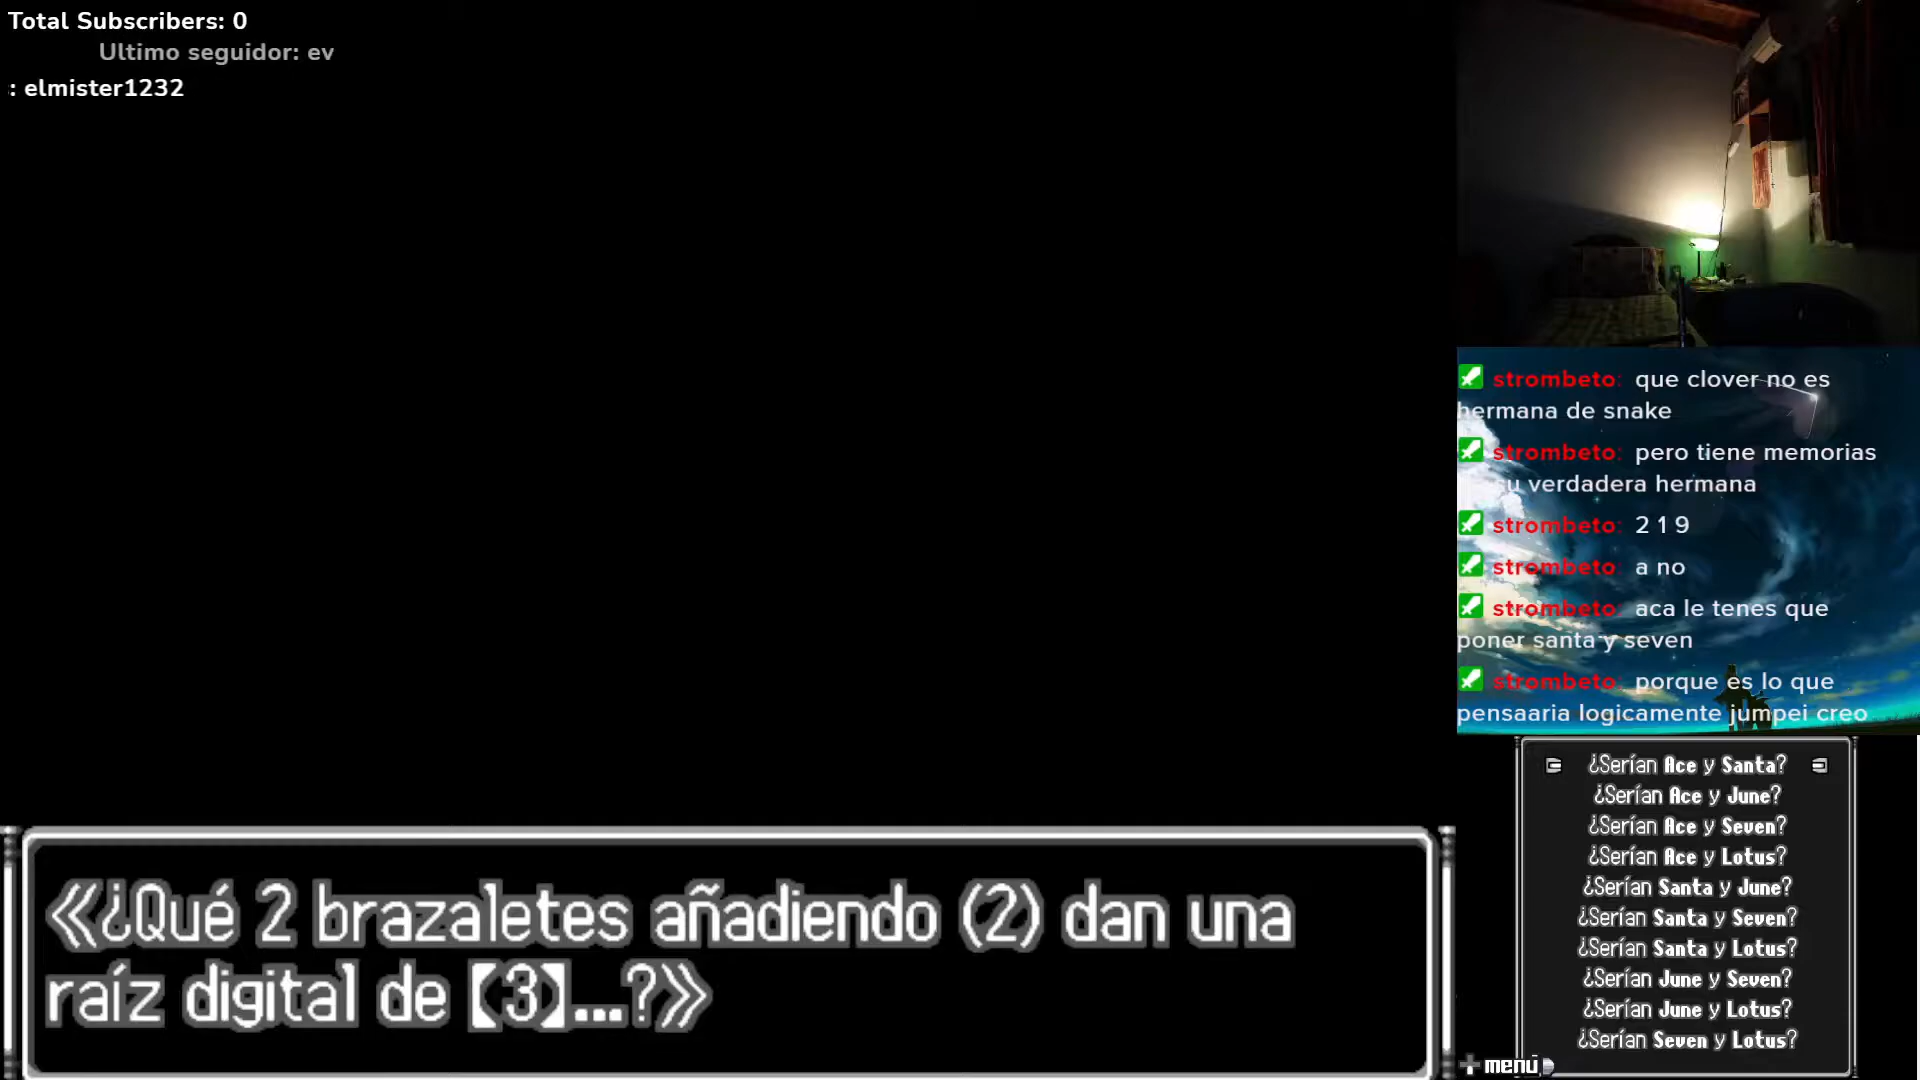 Total Subscribers: 0
Ultimo seguidor: ev
: elmister1232
strombeto: que clover no es
hermana de snake
strombeto: pero tiene memorias
su verdadera hermana
strombeto: 2 1 9
strombeto: a no
strombeto: aca le tenes que
poner santa y seven
strombeto: porque es lo que
pensaaria logicamente jumpei creo
¿Serían Ace y Santa?
¿Serían Ace y June?
¿Serían Ace y Seven?
¿Serían Ace y Lotus?
¿Serían Santa y June?
¿Serían Santa y Seven?
¿Serían Santa y Lotus?
¿Serían June y Seven?
¿Serían June y Lotus?
¿Serían Seven y Lotus?
menú
《¿Qué 2 brazaletes añadiendo (2) dan una
raíz digital de 【3】...?》